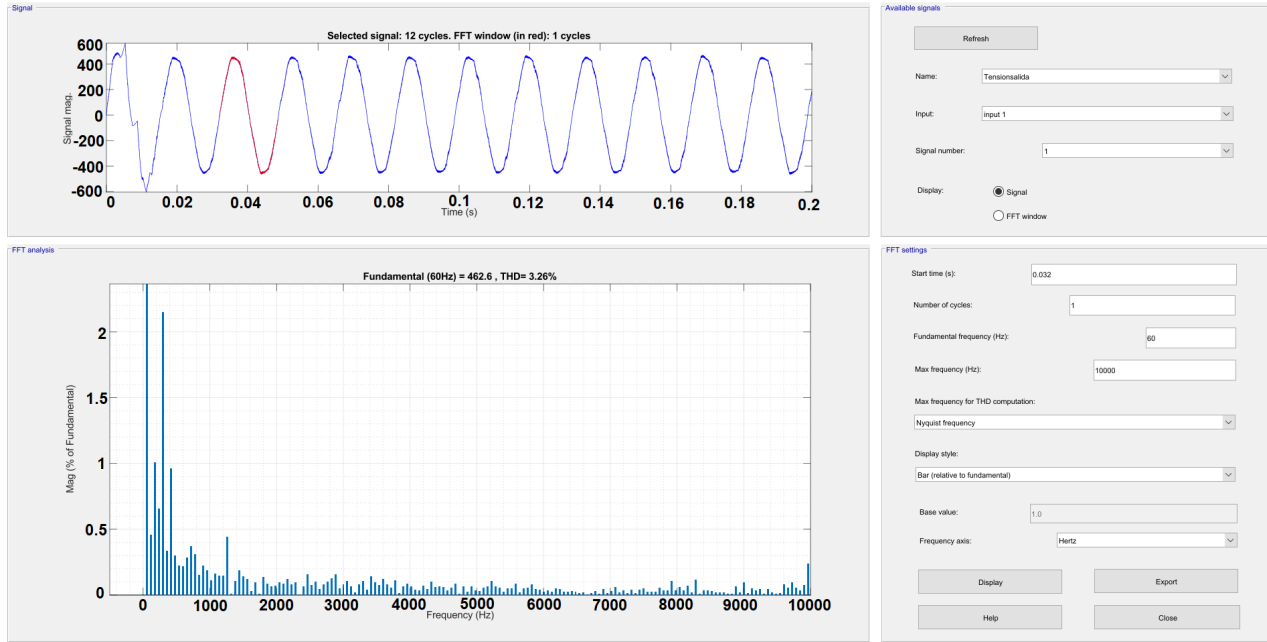 Signal
Selected signal: 12 cycles. FFT window (in red): 1 cycles
Signal mag.
600
400
200
0
-200
-400
-600
0 0.02 0.04 0.06 0.08 0.1 0.12 0.14 0.16 0.18 0.2
Time (s)
Available signals
Refresh
Name: Tensionsalida
Input: input 1
Signal number: 1
Display: Signal
FFT window
FFT analysis
Fundamental (60Hz) = 462.6 , THD= 3.26%
Mag (% of Fundamental)
2
1.5
1
0.5
0
0 1000 2000 3000 4000 5000 6000 7000 8000 9000 10000
Frequency (Hz)
FFT settings
Start time (s): 0.032
Number of cycles: 1
Fundamental frequency (Hz): 60
Max frequency (Hz): 10000
Max frequency for THD computation:
Nyquist frequency
Display style:
Bar (relative to fundamental)
Base value: 1.0
Frequency axis: Hertz
Display Export
Help Close